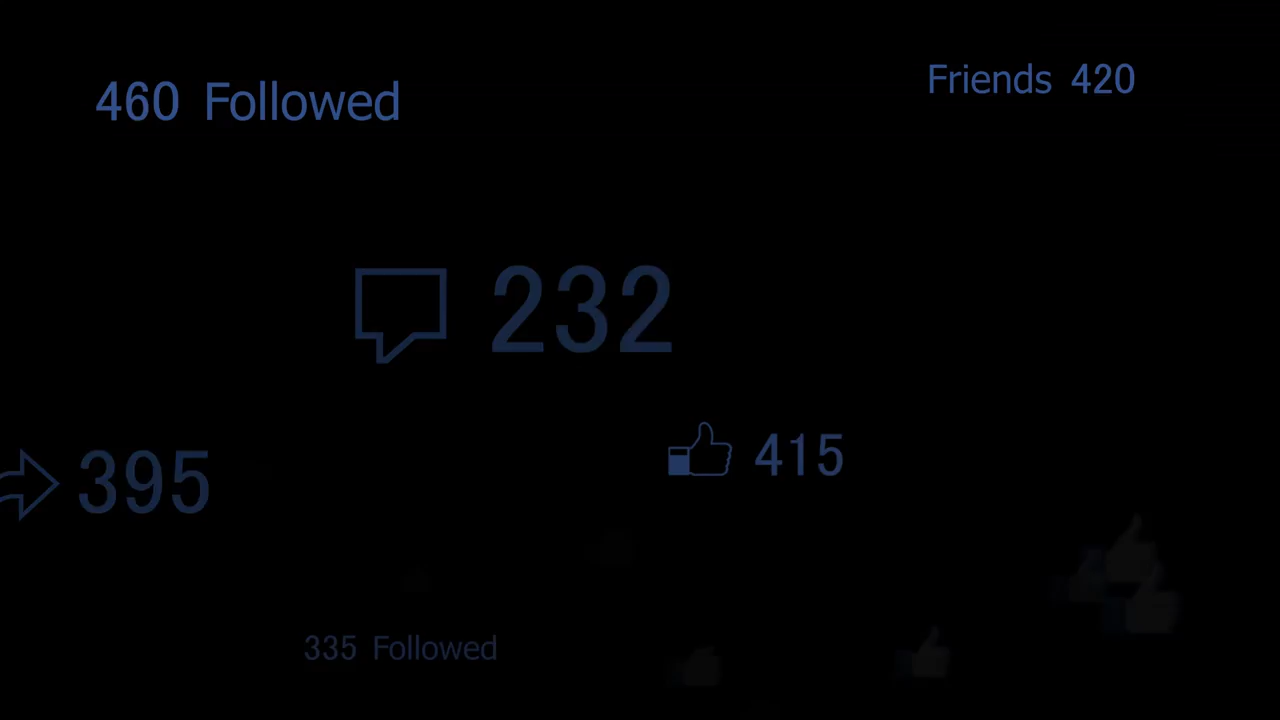 460 Followed
Friends 420
232
415
395
335 Followed